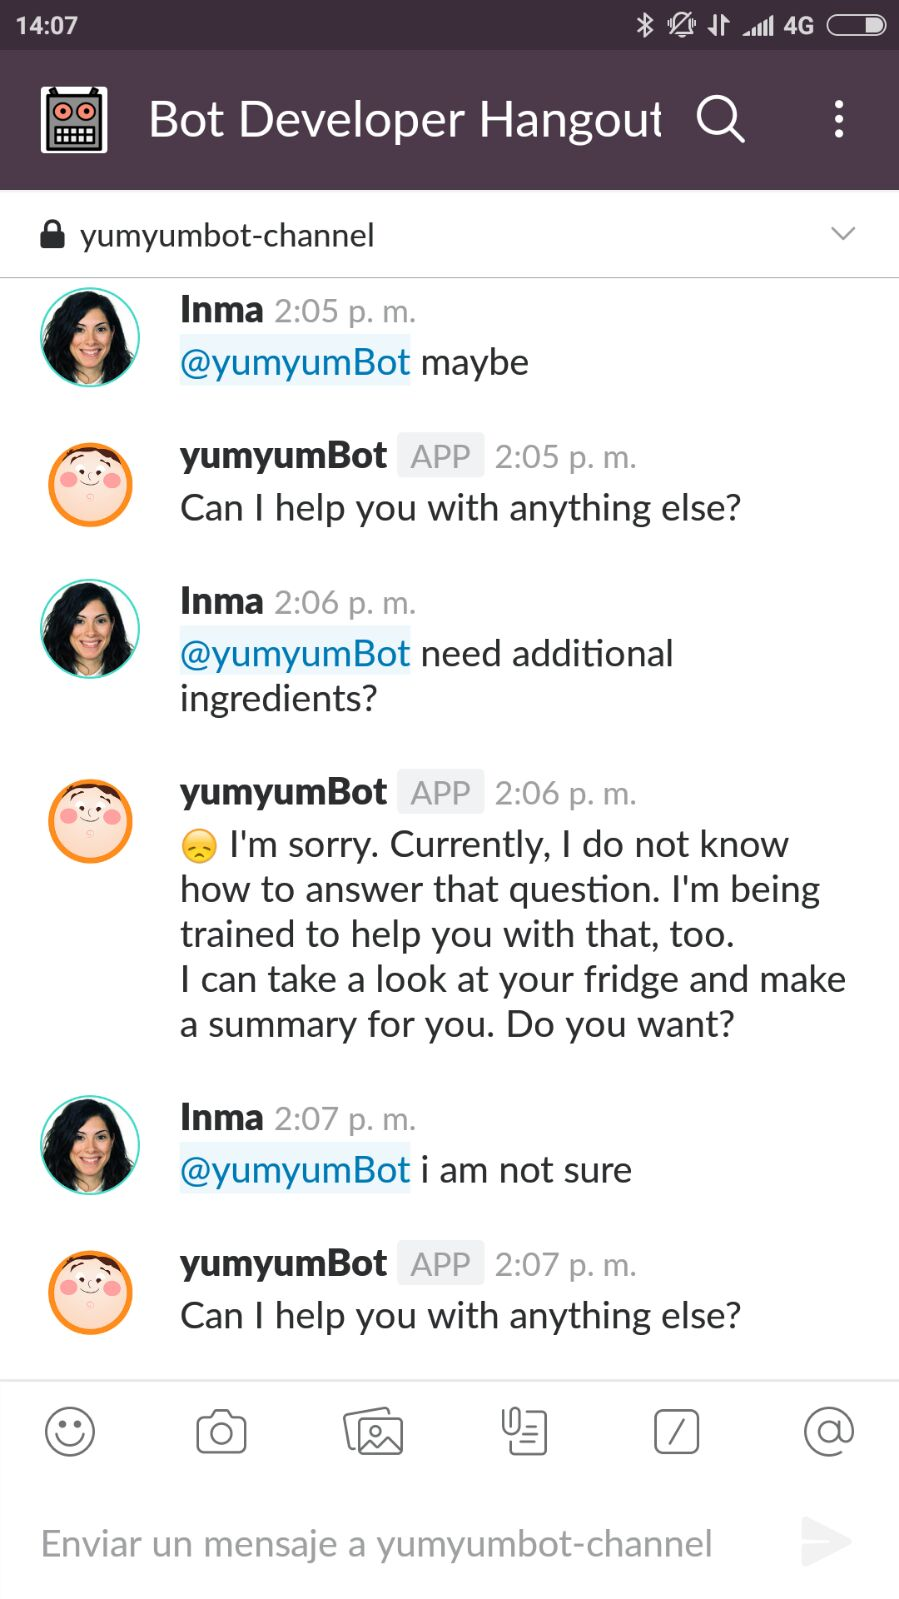 14:07 4G
Bot Developer Hangout
yumyumbot-channel
Inma 2:05 p. m.
@yumyumBot maybe
yumyumBot APP 2:05 p. m.
Can I help you with anything else?
Inma 2:06 p. m.
@yumyumBot need additional
ingredients?
yumyumBot APP 2:06 p. m.
😞 I'm sorry. Currently, I do not know
how to answer that question. I'm being
trained to help you with that, too.
I can take a look at your fridge and make
a summary for you. Do you want?
Inma 2:07 p. m.
@yumyumBot i am not sure
yumyumBot APP 2:07 p. m.
Can I help you with anything else?
Enviar un mensaje a yumyumbot-channel